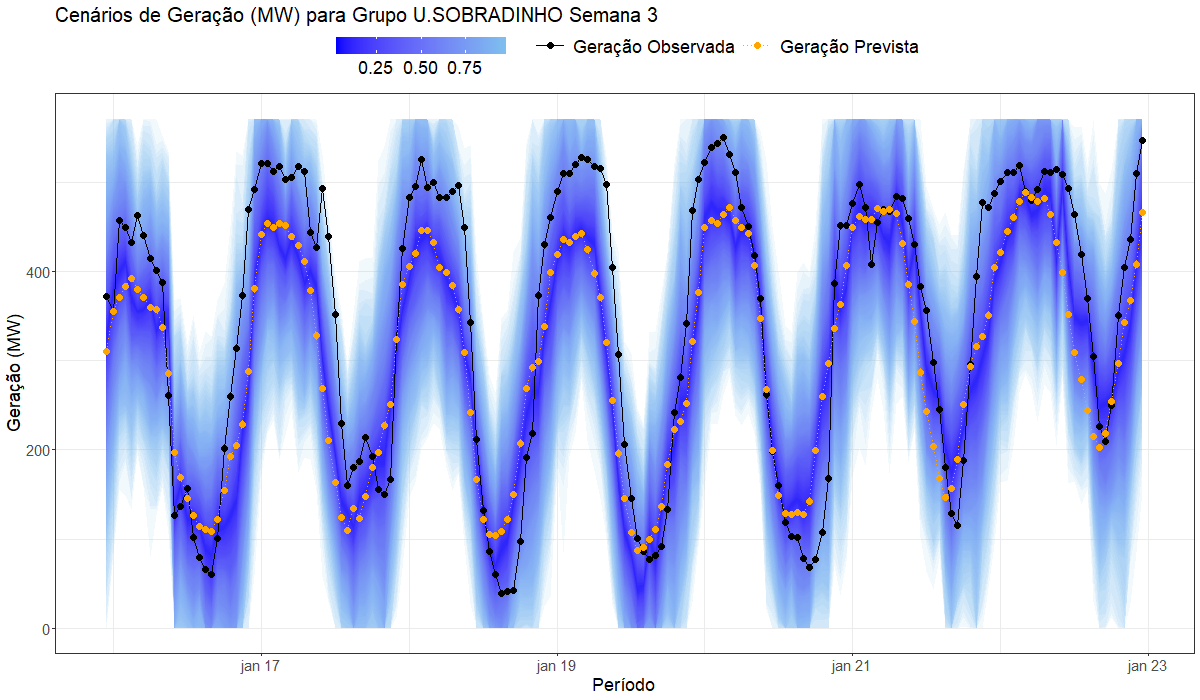 Cenários de Geração (MW) para Grupo U.SOBRADINHO Semana 3
0.25 0.50 0.75
Geração Observada
Geração Prevista
Geração (MW)
400
200
0
jan 17
jan 19
jan 21
jan 23
Período